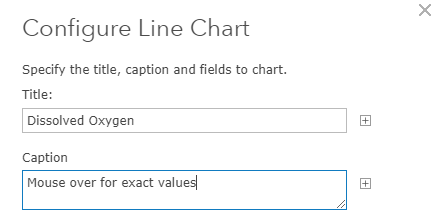 Configure Line Chart
Specify the title, caption and fields to chart.
Title:
Dissolved Oxygen
Caption
Mouse over for exact values